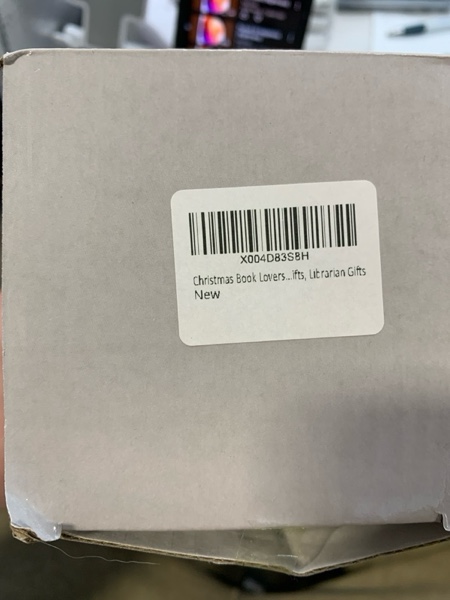 X004D83S8H
Christmas Book Lovers...ifts, Librarian Gifts
New